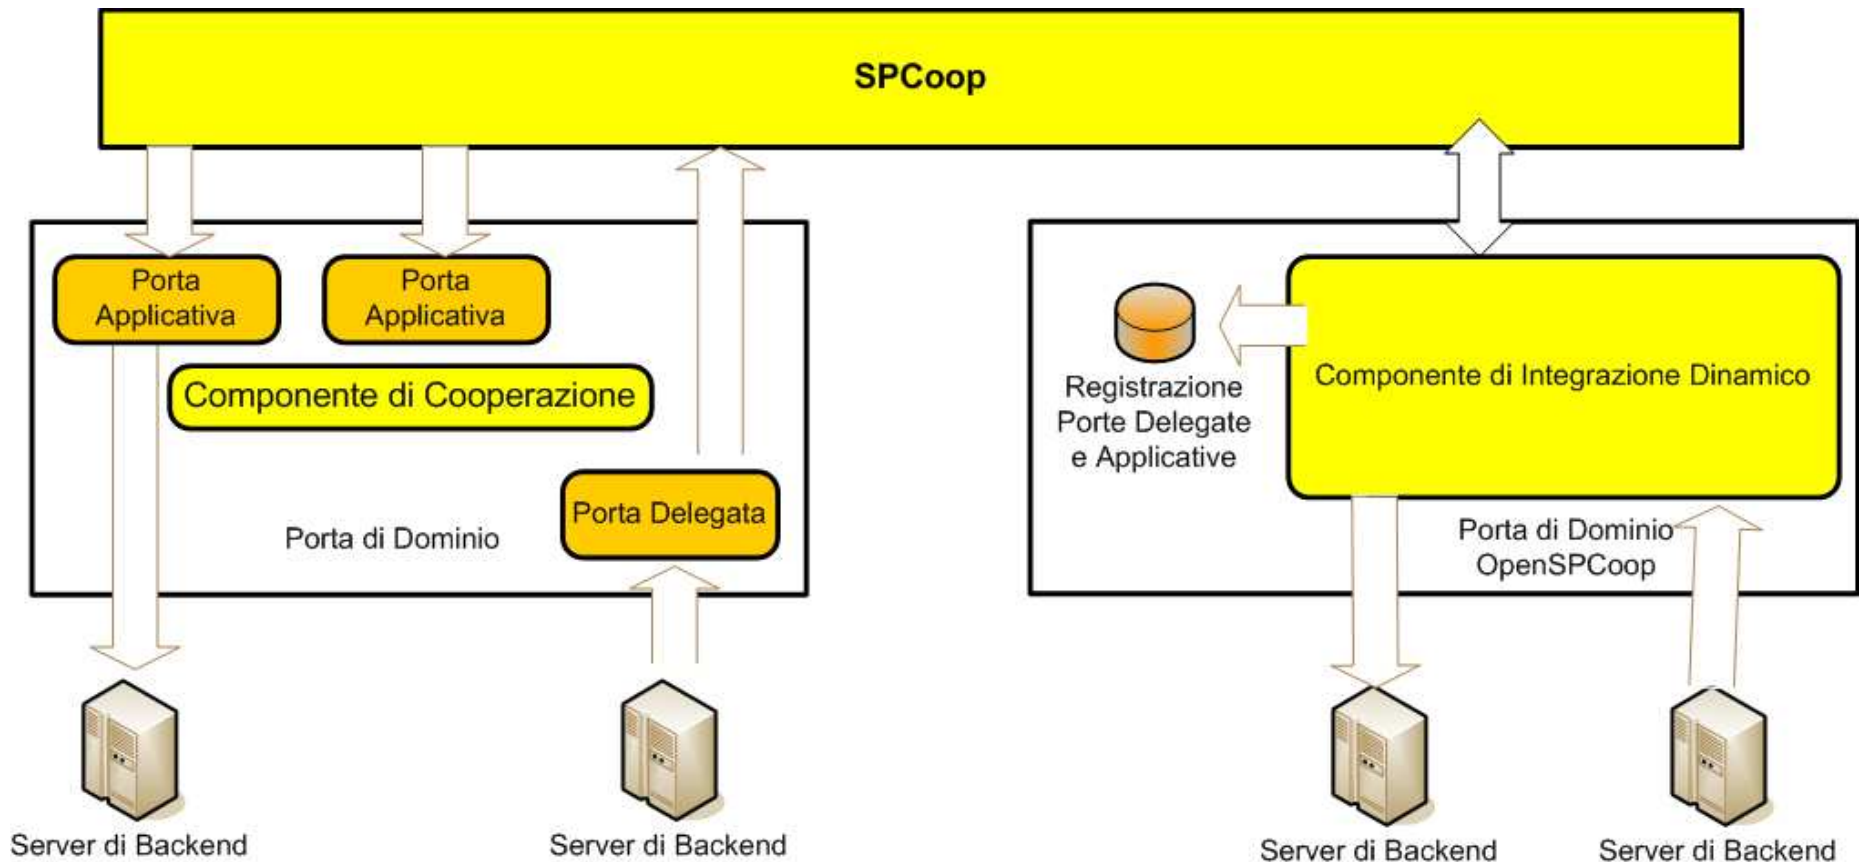 SPCoop
Porta
Applicativa
Porta
Applicativa
Componente di Cooperazione
Porta Delegata
Porta di Dominio
Server di Backend
Server di Backend
Registrazione
Porte Delegate
e Applicative
Componente di Integrazione Dinamico
Porta di Dominio
OpenSPCoop
Server di Backend
Server di Backend